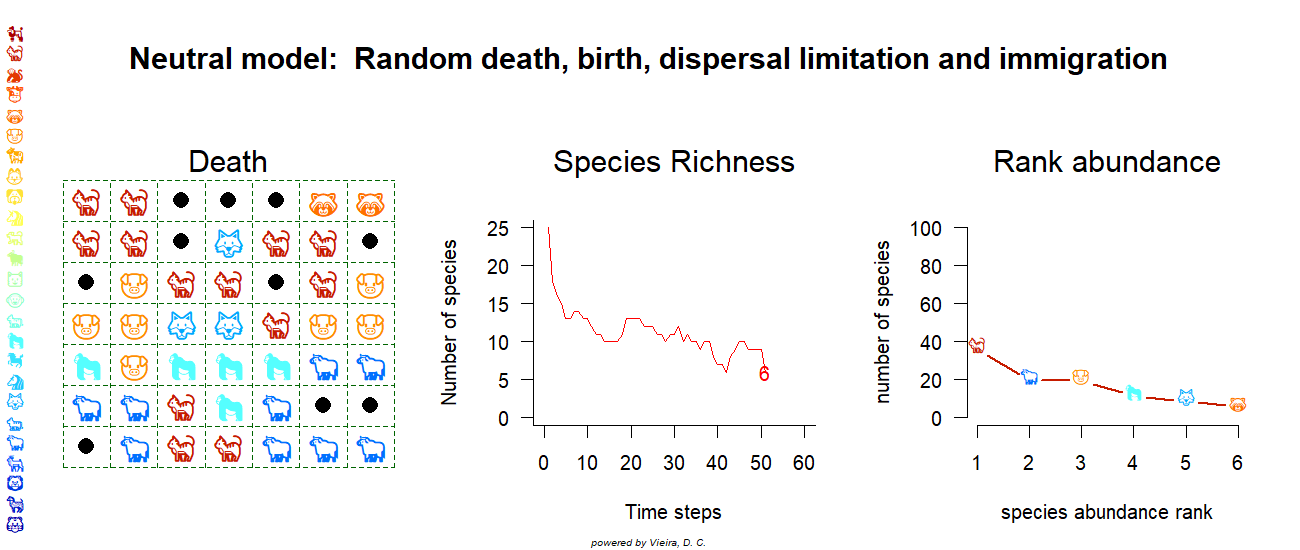 Neutral model:  Random death, birth, dispersal limitation and immigration
Death
Species Richness
Number of species
25
20
15
10
5
0
6
0 10 20 30 40 50 60
Time steps
Rank abundance
number of species
100
80
60
40
20
0
1 2 3 4 5 6
species abundance rank
powered by Vieira, D. C.